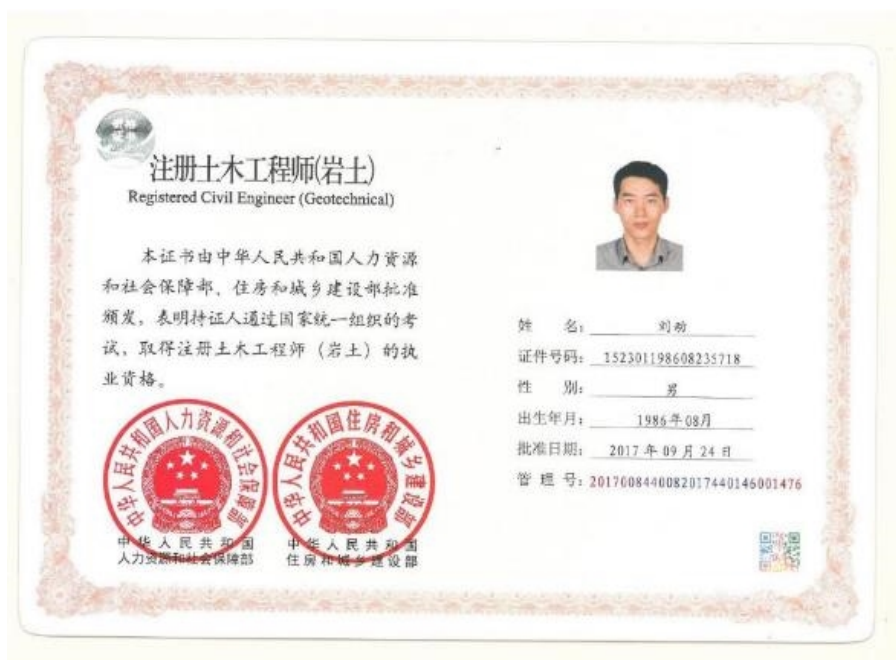 注册土木工程师(岩土)
Registered Civil Engineer (Geotechnical)
本证书由中华人民共和国人力资源
和社会保障部、住房和城乡建设部批准
颁发，表明持证人通过国家统一组织的考
试，取得注册土木工程师（岩土）的执
业资格。
中华人民共和国人力资源和社会保障部
中华人民共和国住房和城乡建设部
中华人民共和国
人力资源和社会保障部
中华人民共和国
住房和城乡建设部
姓 名： 刘劢
证件号码： 152301198608235718
性 别： 男
出生年月： 1986年08月
批准日期： 2017年09月24日
管 理 号：2017008440082017440146001476